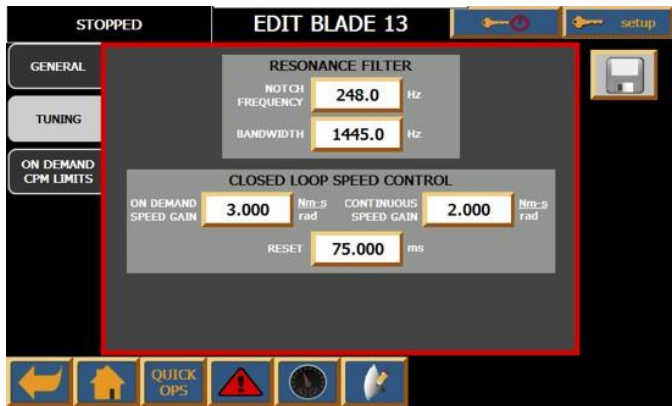 STOPPED
EDIT BLADE 13
setup
GENERAL
TUNING
ON DEMAND
CPM LIMITS
RESONANCE FILTER
NOTCH
FREQUENCY
248.0
Hz
BANDWIDTH
1445.0
Hz
CLOSED LOOP SPEED CONTROL
ON DEMAND
SPEED GAIN
3.000
Nm-s
rad
CONTINUOUS
SPEED GAIN
2.000
Nm-s
rad
RESET
75.000
ms
QUICK
OPS